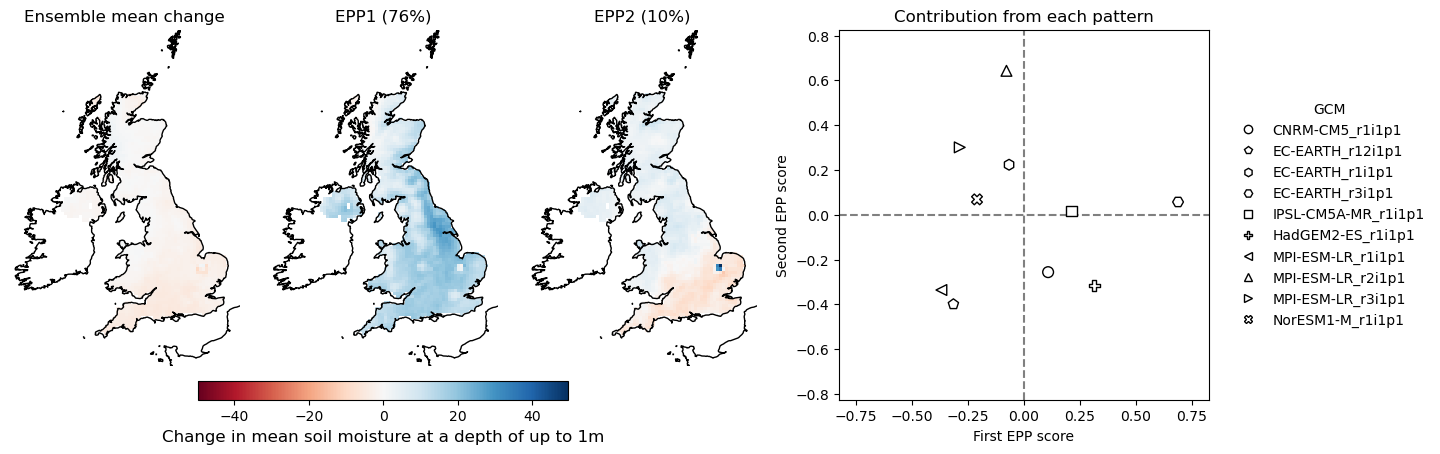 Ensemble mean change
EPP1 (76%)
EPP2 (10%)
Contribution from each pattern
−40
−20
0
20
40
Change in mean soil moisture at a depth of up to 1m
0.8
0.6
0.4
0.2
0.0
−0.2
−0.4
−0.6
−0.8
Second EPP score
−0.75
−0.50
−0.25
0.00
0.25
0.50
0.75
First EPP score
GCM
CNRM-CM5_r1i1p1
EC-EARTH_r12i1p1
EC-EARTH_r1i1p1
EC-EARTH_r3i1p1
IPSL-CM5A-MR_r1i1p1
HadGEM2-ES_r1i1p1
MPI-ESM-LR_r1i1p1
MPI-ESM-LR_r2i1p1
MPI-ESM-LR_r3i1p1
NorESM1-M_r1i1p1